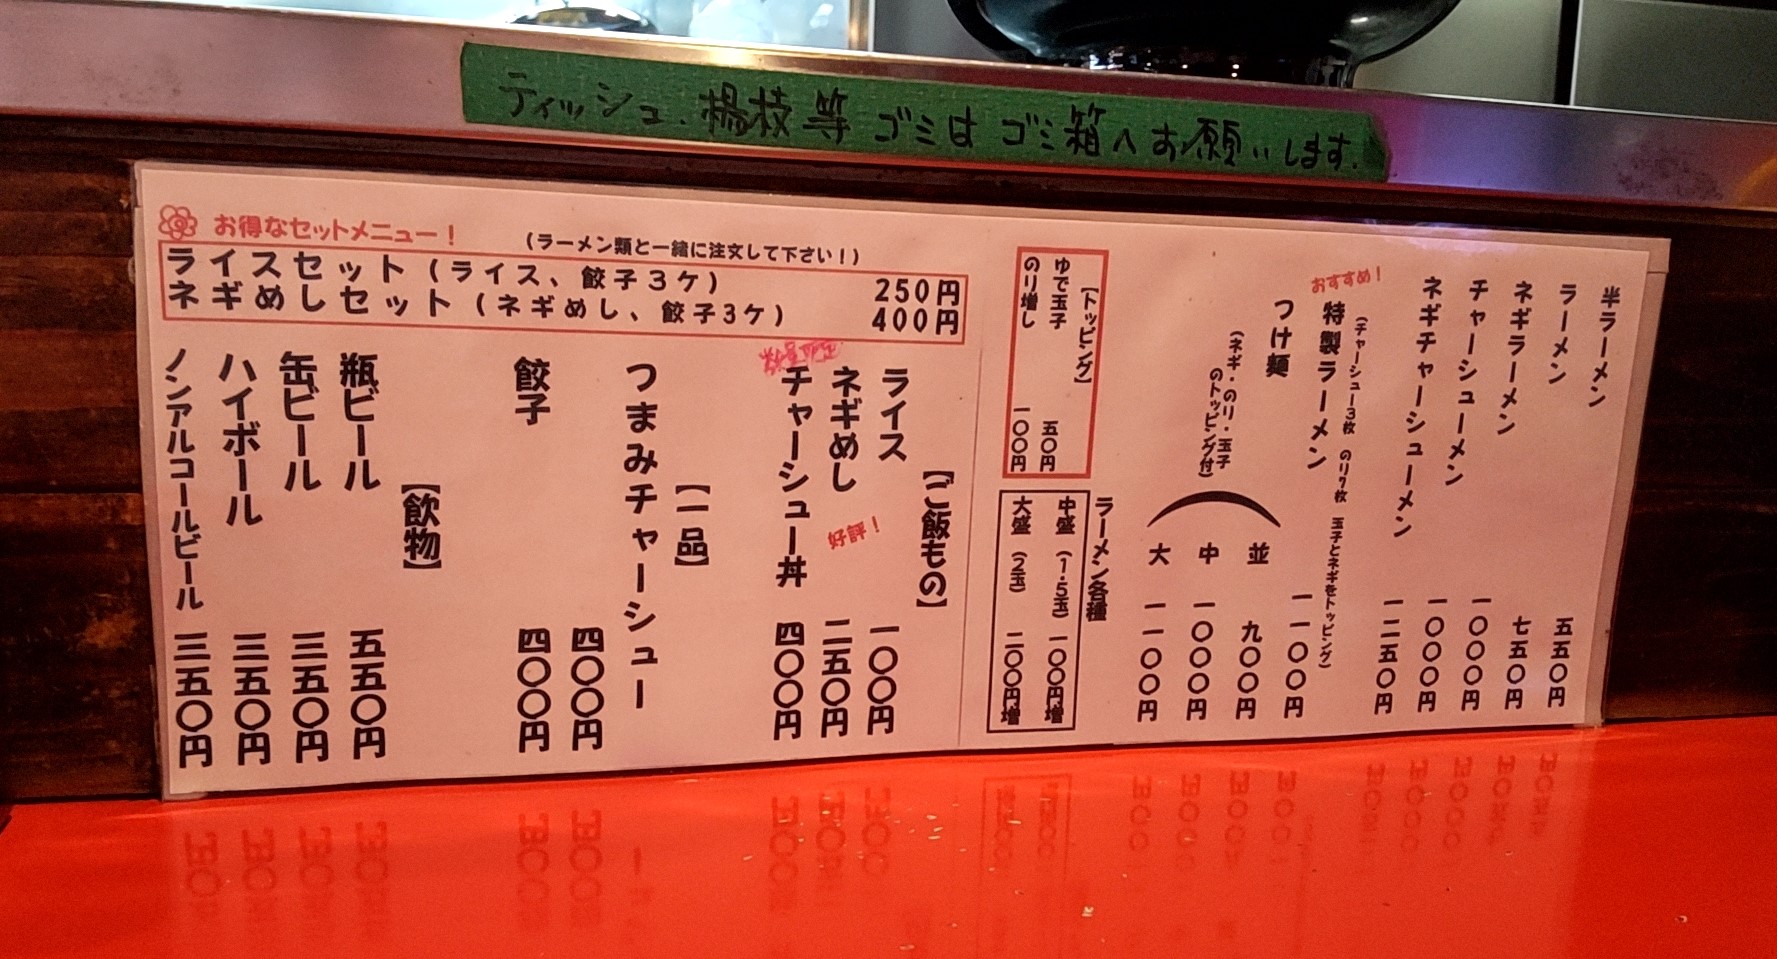 ティッシュ.楊枝等 ゴミは ゴミ箱へお願いします.
お得なセットメニュー！
(ラーメン類と一緒に注文して下さい！)
ライスセット(ライス、餃子3ケ) 250円
ネギめしセット(ネギめし、餃子3ケ) 400円
半ラーメン 五五〇円
ラーメン 七五〇円
ネギラーメン 一〇〇〇円
チャーシューメン 一〇〇〇円
ネギチャーシューメン 一二五〇円
(チャーシュー3枚 のり7枚 玉子とネギをトッピング)
おすすめ！
特製ラーメン 一一〇〇円
つけ麺
(ネギ・のり・玉子
のトッピング付)
並 九〇〇円
中 一〇〇〇円
大 一一〇〇円
[トッピング]
ゆで玉子 五〇円
のり増し 一〇〇円
ラーメン各種
中盛 (1.5玉) 一〇〇円増
大盛 (2玉) 二〇〇円増
【ご飯もの】
ライス 一〇〇円
ネギめし 二五〇円
好評！
数量限定
チャーシュー丼 四〇〇円
【一品】
つまみチャーシュー
四〇〇円
餃子 四〇〇円
【飲物】
瓶ビール 五五〇円
缶ビール 三五〇円
ハイボール 三五〇円
ノンアルコールビール 三五〇円